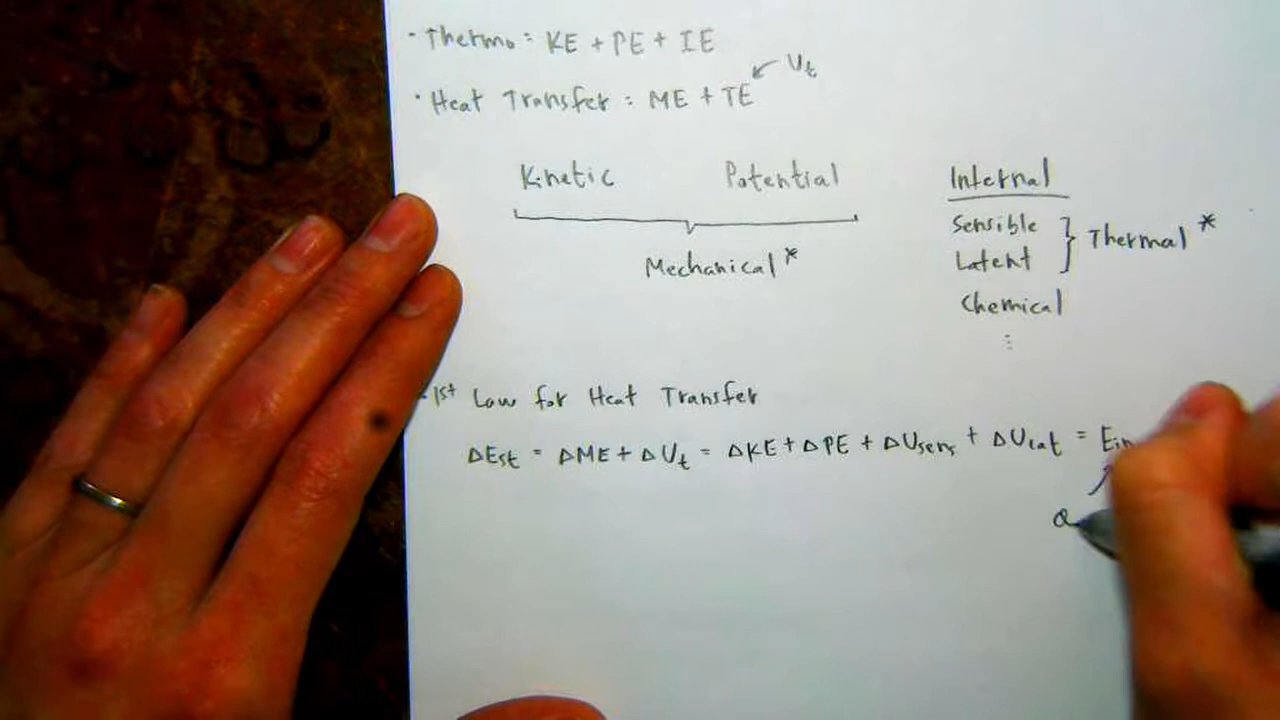 · Thermo : KE + PE + IE
Ut
· Heat Transfer : ME + TE
Kinetic Potential Internal
Sensible
Latent
Thermal *
Mechanical *
Chemical
⋮
· 1st Law for Heat Transfer
ΔEst = ΔME + ΔUt = ΔKE + ΔPE + ΔUsens + ΔUlat = Ein
Q